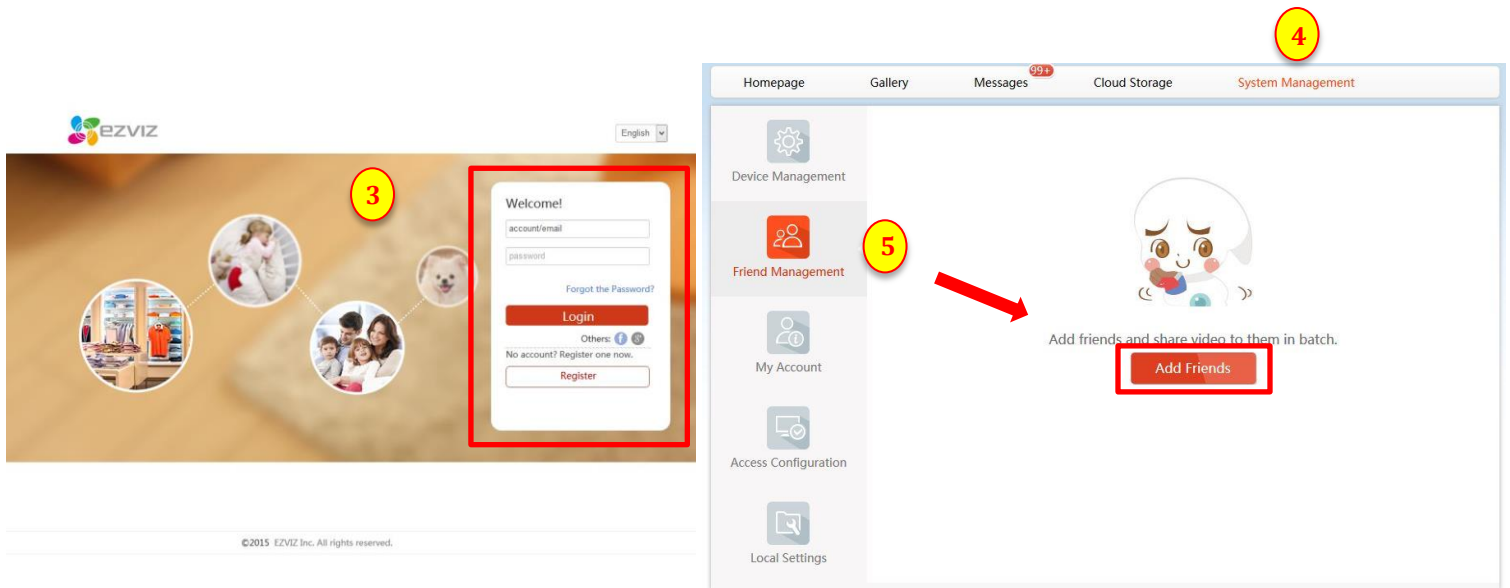 ezviz
English
3
Welcome!
account/email
password
Forgot the Password?
Login
Others:
No account? Register one now.
Register
©2015 EZVIZ Inc. All rights reserved.
4
Homepage Gallery Messages 99+ Cloud Storage System Management
Device Management
Friend Management
5
My Account
Access Configuration
Local Settings
Add friends and share video to them in batch.
Add Friends